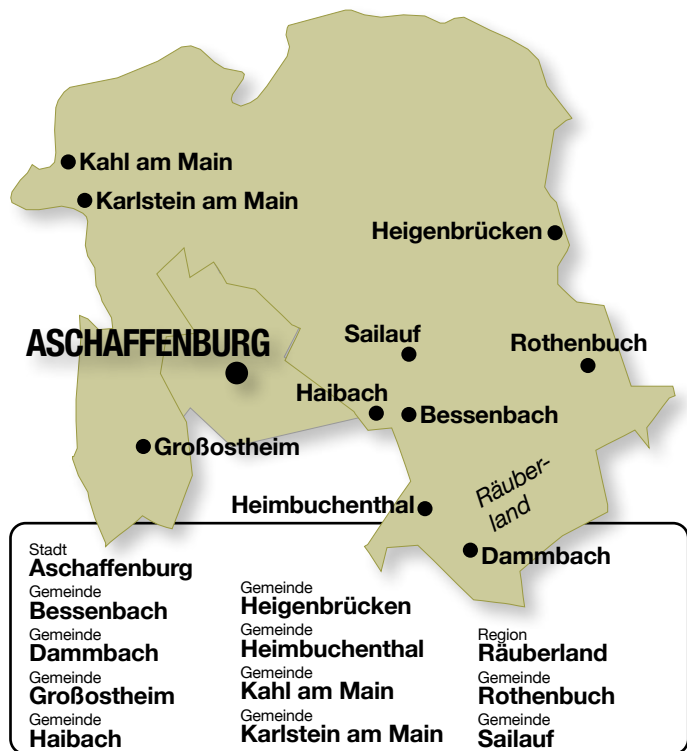 Kahl am Main
Karlstein am Main
Heigenbrücken
ASCHAFFENBURG
Sailauf
Rothenbuch
Haibach
Bessenbach
Großostheim
Räuber-
land
Heimbuchenthal
Dammbach
Stadt
Aschaffenburg
Gemeinde
Bessenbach
Gemeinde
Dammbach
Gemeinde
Großostheim
Gemeinde
Haibach
Gemeinde
Heigenbrücken
Gemeinde
Heimbuchenthal
Gemeinde
Kahl am Main
Gemeinde
Karlstein am Main
Region
Räuberland
Gemeinde
Rothenbuch
Gemeinde
Sailauf